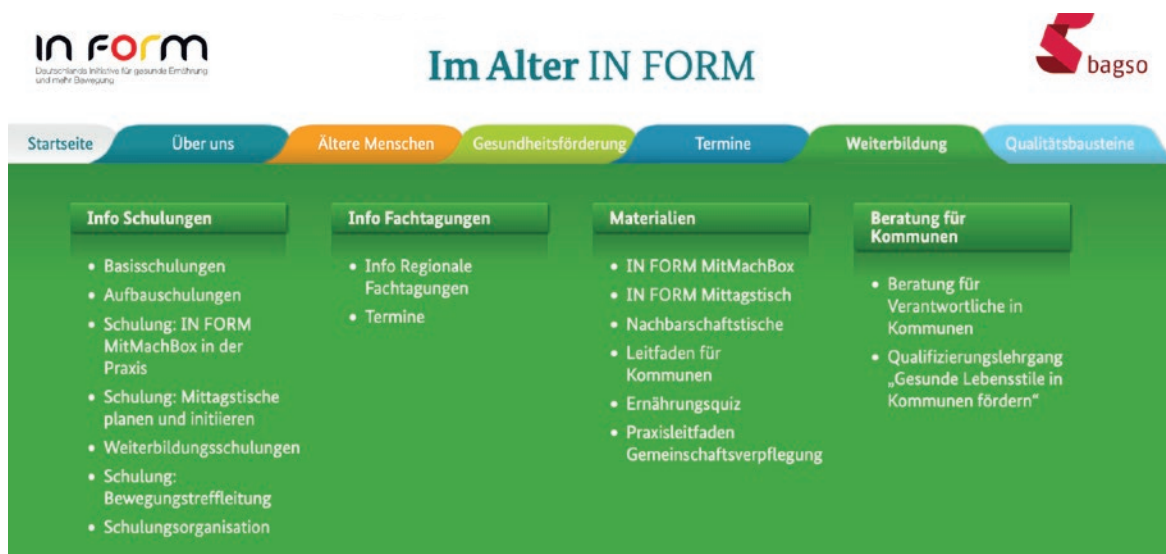 IN FORM
Deutschlands Initiative für gesunde Ernährung
und mehr Bewegung
Im Alter IN FORM
bagso
Startseite
Über uns
Ältere Menschen
Gesundheitsförderung
Termine
Weiterbildung
Qualitätsbausteine
Info Schulungen
• Basisschulungen
• Aufbauschulungen
• Schulung: IN FORM
MitMachBox in der
Praxis
• Schulung: Mittagstische
planen und initiieren
• Weiterbildungsschulungen
• Schulung:
Bewegungstreffleitung
• Schulungsorganisation
Info Fachtagungen
• Info Regionale
Fachtagungen
• Termine
Materialien
• IN FORM MitMachBox
• IN FORM Mittagstisch
• Nachbarschaftstische
• Leitfaden für
Kommunen
• Ernährungsquiz
• Praxisleitfaden
Gemeinschaftsverpflegung
Beratung für
Kommunen
• Beratung für
Verantwortliche in
Kommunen
• Qualifizierungslehrgang
„Gesunde Lebensstile in
Kommunen fördern“